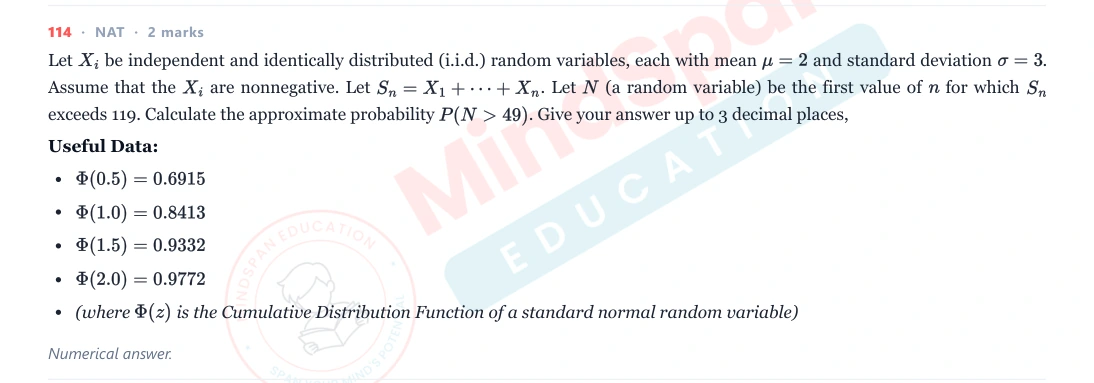 114 · NAT · 2 marks
Let Xᵢ be independent and identically distributed (i.i.d.) random variables, each with mean μ = 2 and standard deviation σ = 3.
Assume that the Xᵢ are nonnegative. Let Sₙ = X₁ + ⋯ + Xₙ. Let N (a random variable) be the first value of n for which Sₙ
exceeds 119. Calculate the approximate probability P(N > 49). Give your answer up to 3 decimal places,
Useful Data:
• Φ(0.5) = 0.6915
• Φ(1.0) = 0.8413
• Φ(1.5) = 0.9332
• Φ(2.0) = 0.9772
• (where Φ(z) is the Cumulative Distribution Function of a standard normal random variable)
Numerical answer.
Mindspan
EDUCATION